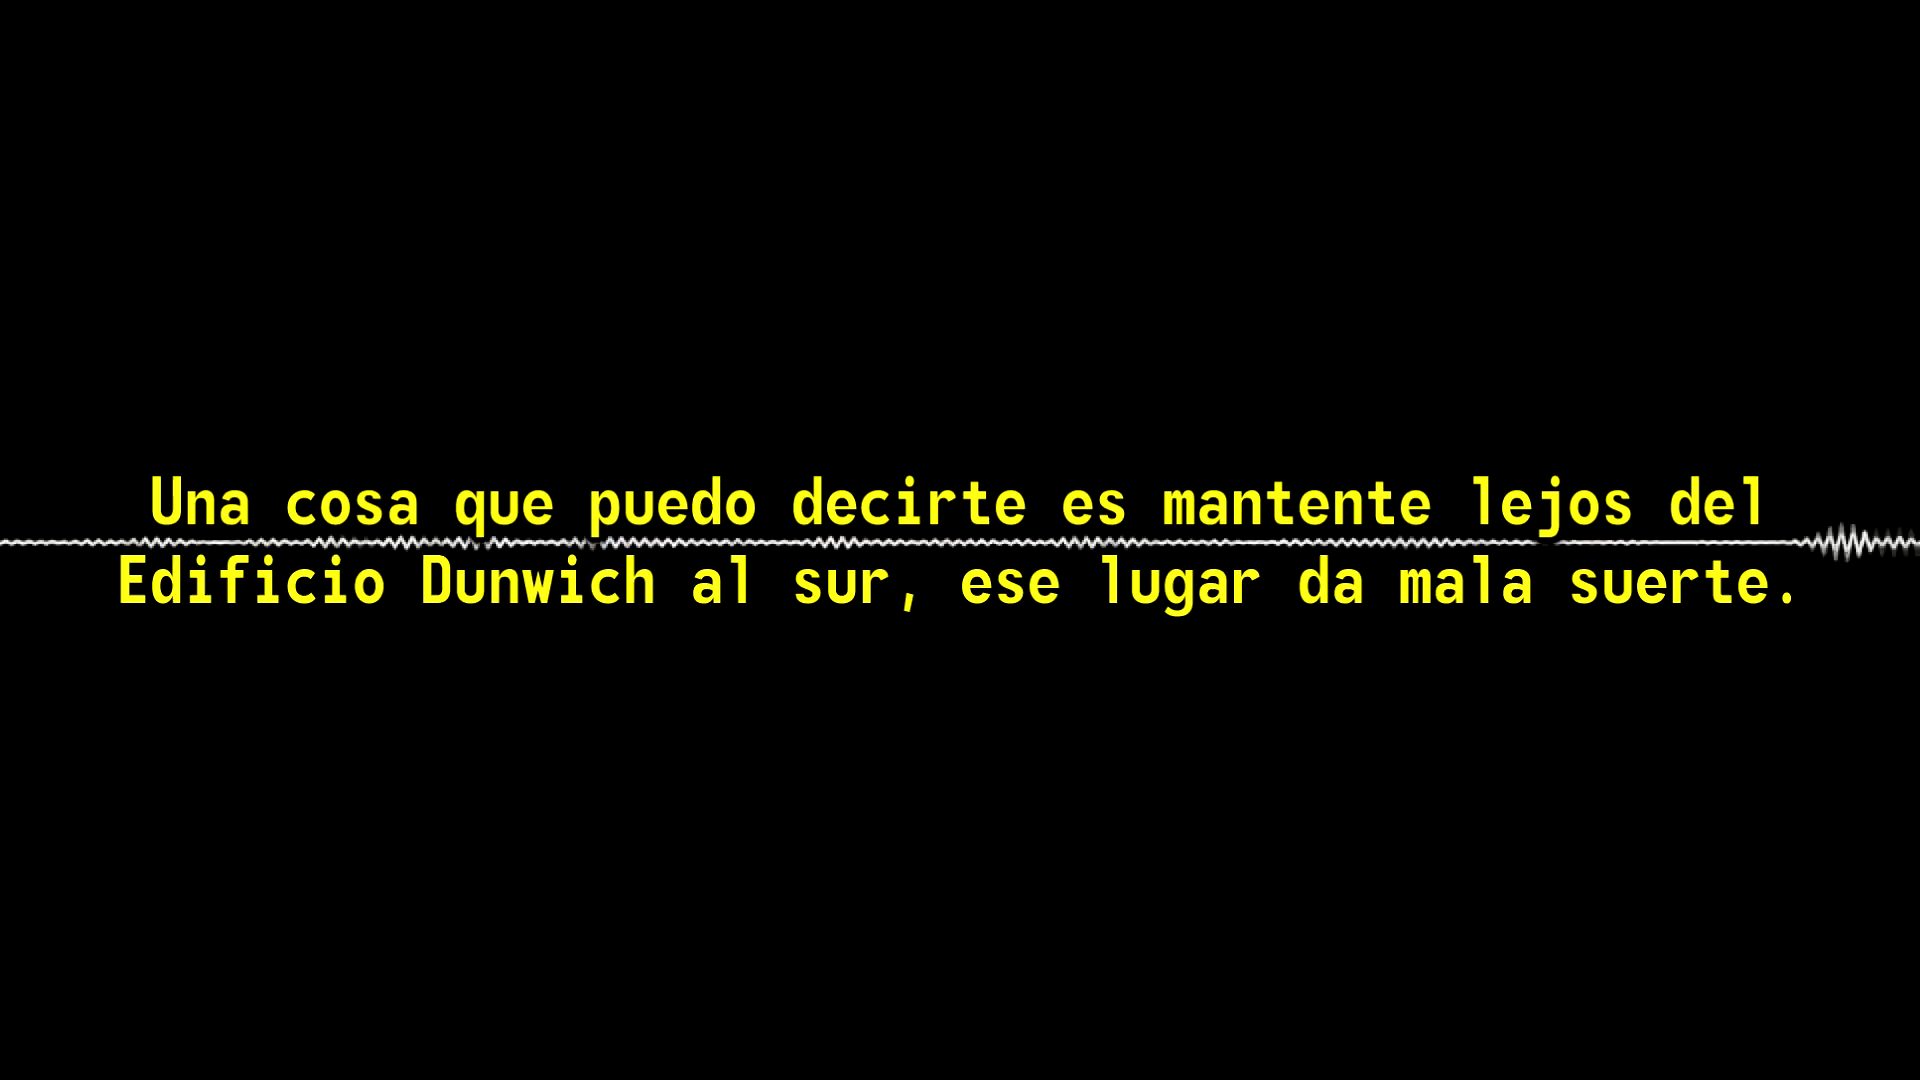 Una cosa que puedo decirte es mantente lejos del
Edificio Dunwich al sur, ese lugar da mala suerte.